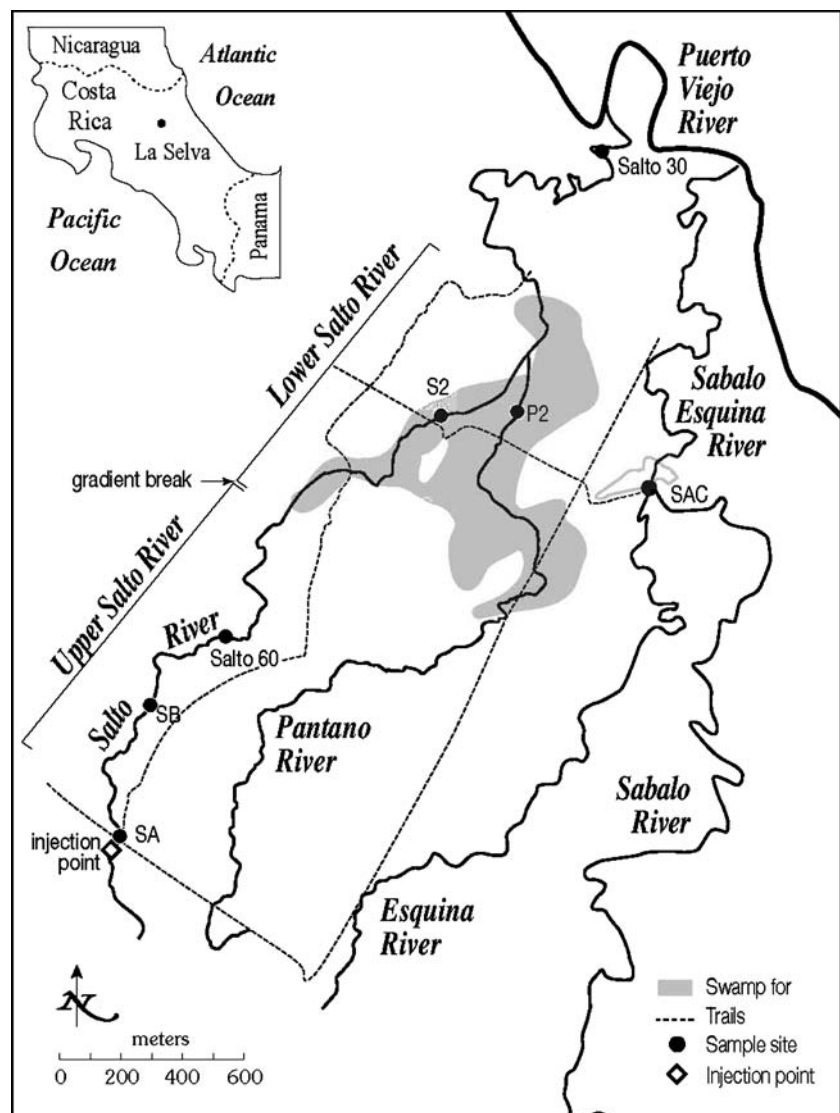 Nicaragua
Atlantic
Ocean
Costa
Rica
La Selva
Pacific
Ocean
Panama
Puerto
Viejo
River
Salto 30
Lower Salto River
S2
P2
Sabalo
Esquina
River
gradient break
SAC
Upper Salto River
River
Salto 60
Salto
SB
Pantano
River
Sabalo
River
SA
injection
point
Esquina
River
N
meters
0 200 400 600
Swamp for
Trails
Sample site
Injection point